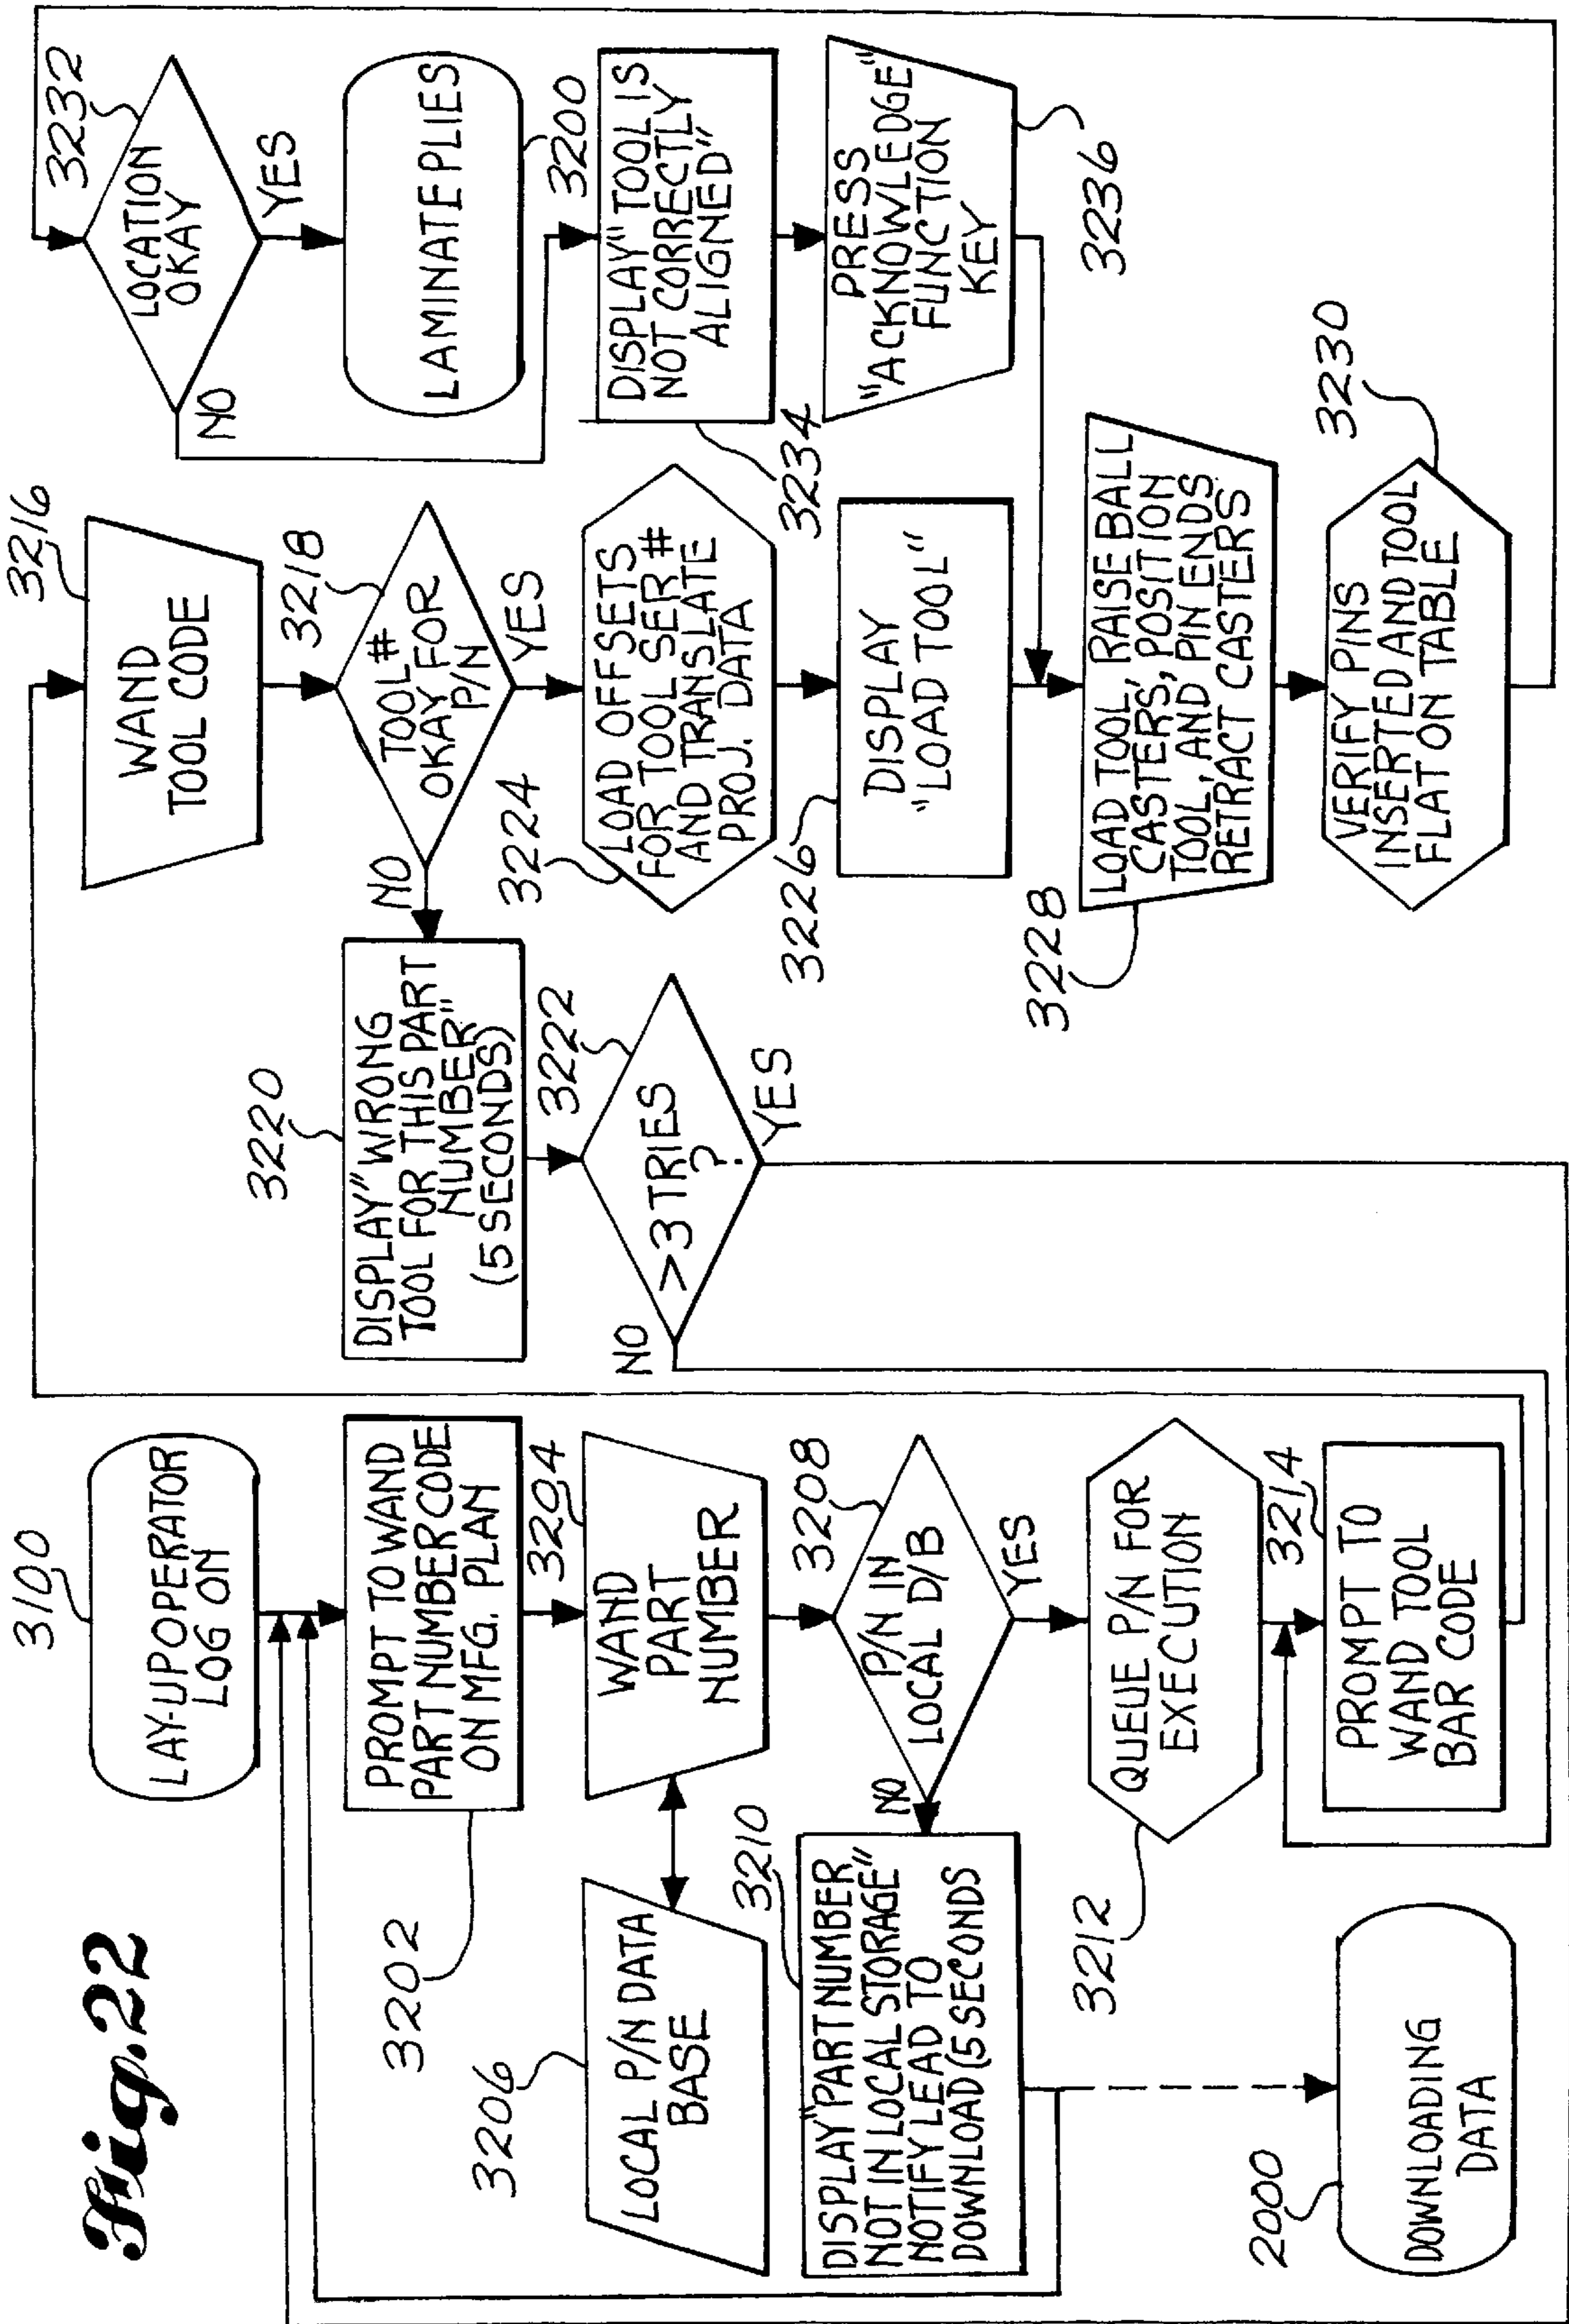 Fig. 22
3100
LAY-UP OPERATOR
LOG ON
PROMPT TO WAND
PART NUMBER CODE
ON MFG. PLAN
3202
3204
WAND
PART
NUMBER
3206
LOCAL P/N DATA
BASE
3208
P/N IN
LOCAL D/B
NO
YES
3210
DISPLAY "PART NUMBER
NOT IN LOCAL STORAGE"
NOTIFY LEAD TO
DOWNLOAD (5 SECONDS
3212
QUEUE P/N FOR
EXECUTION
3214
PROMPT TO
WAND TOOL
BAR CODE
2000
DOWNLOADING
DATA
3216
WAND
TOOL CODE
3218
TOOL#
OKAY FOR
P/N
NO
YES
3220
DISPLAY "WRONG
TOOL FOR THIS PART
NUMBER"
(5 SECONDS)
3222
>3 TRIES
?
NO
YES
3224
LOAD OFFSETS
FOR TOOL SER #
AND TRANSLATE
PROJ. DATA
3226
DISPLAY
"LOAD TOOL"
3228
LOAD TOOL, RAISE BALL
CASTERS, POSITION
TOOL, AND PIN ENDS
RETRACT CASTERS
3230
VERIFY PINS
INSERTED AND TOOL
FLAT ON TABLE
3232
LOCATION
OKAY
NO
YES
LAMINATE PLIES
3200
DISPLAY "TOOL IS
NOT CORRECTLY
ALIGNED"
3234
PRESS
"ACKNOWLEDGE"
FUNCTION
KEY
3236